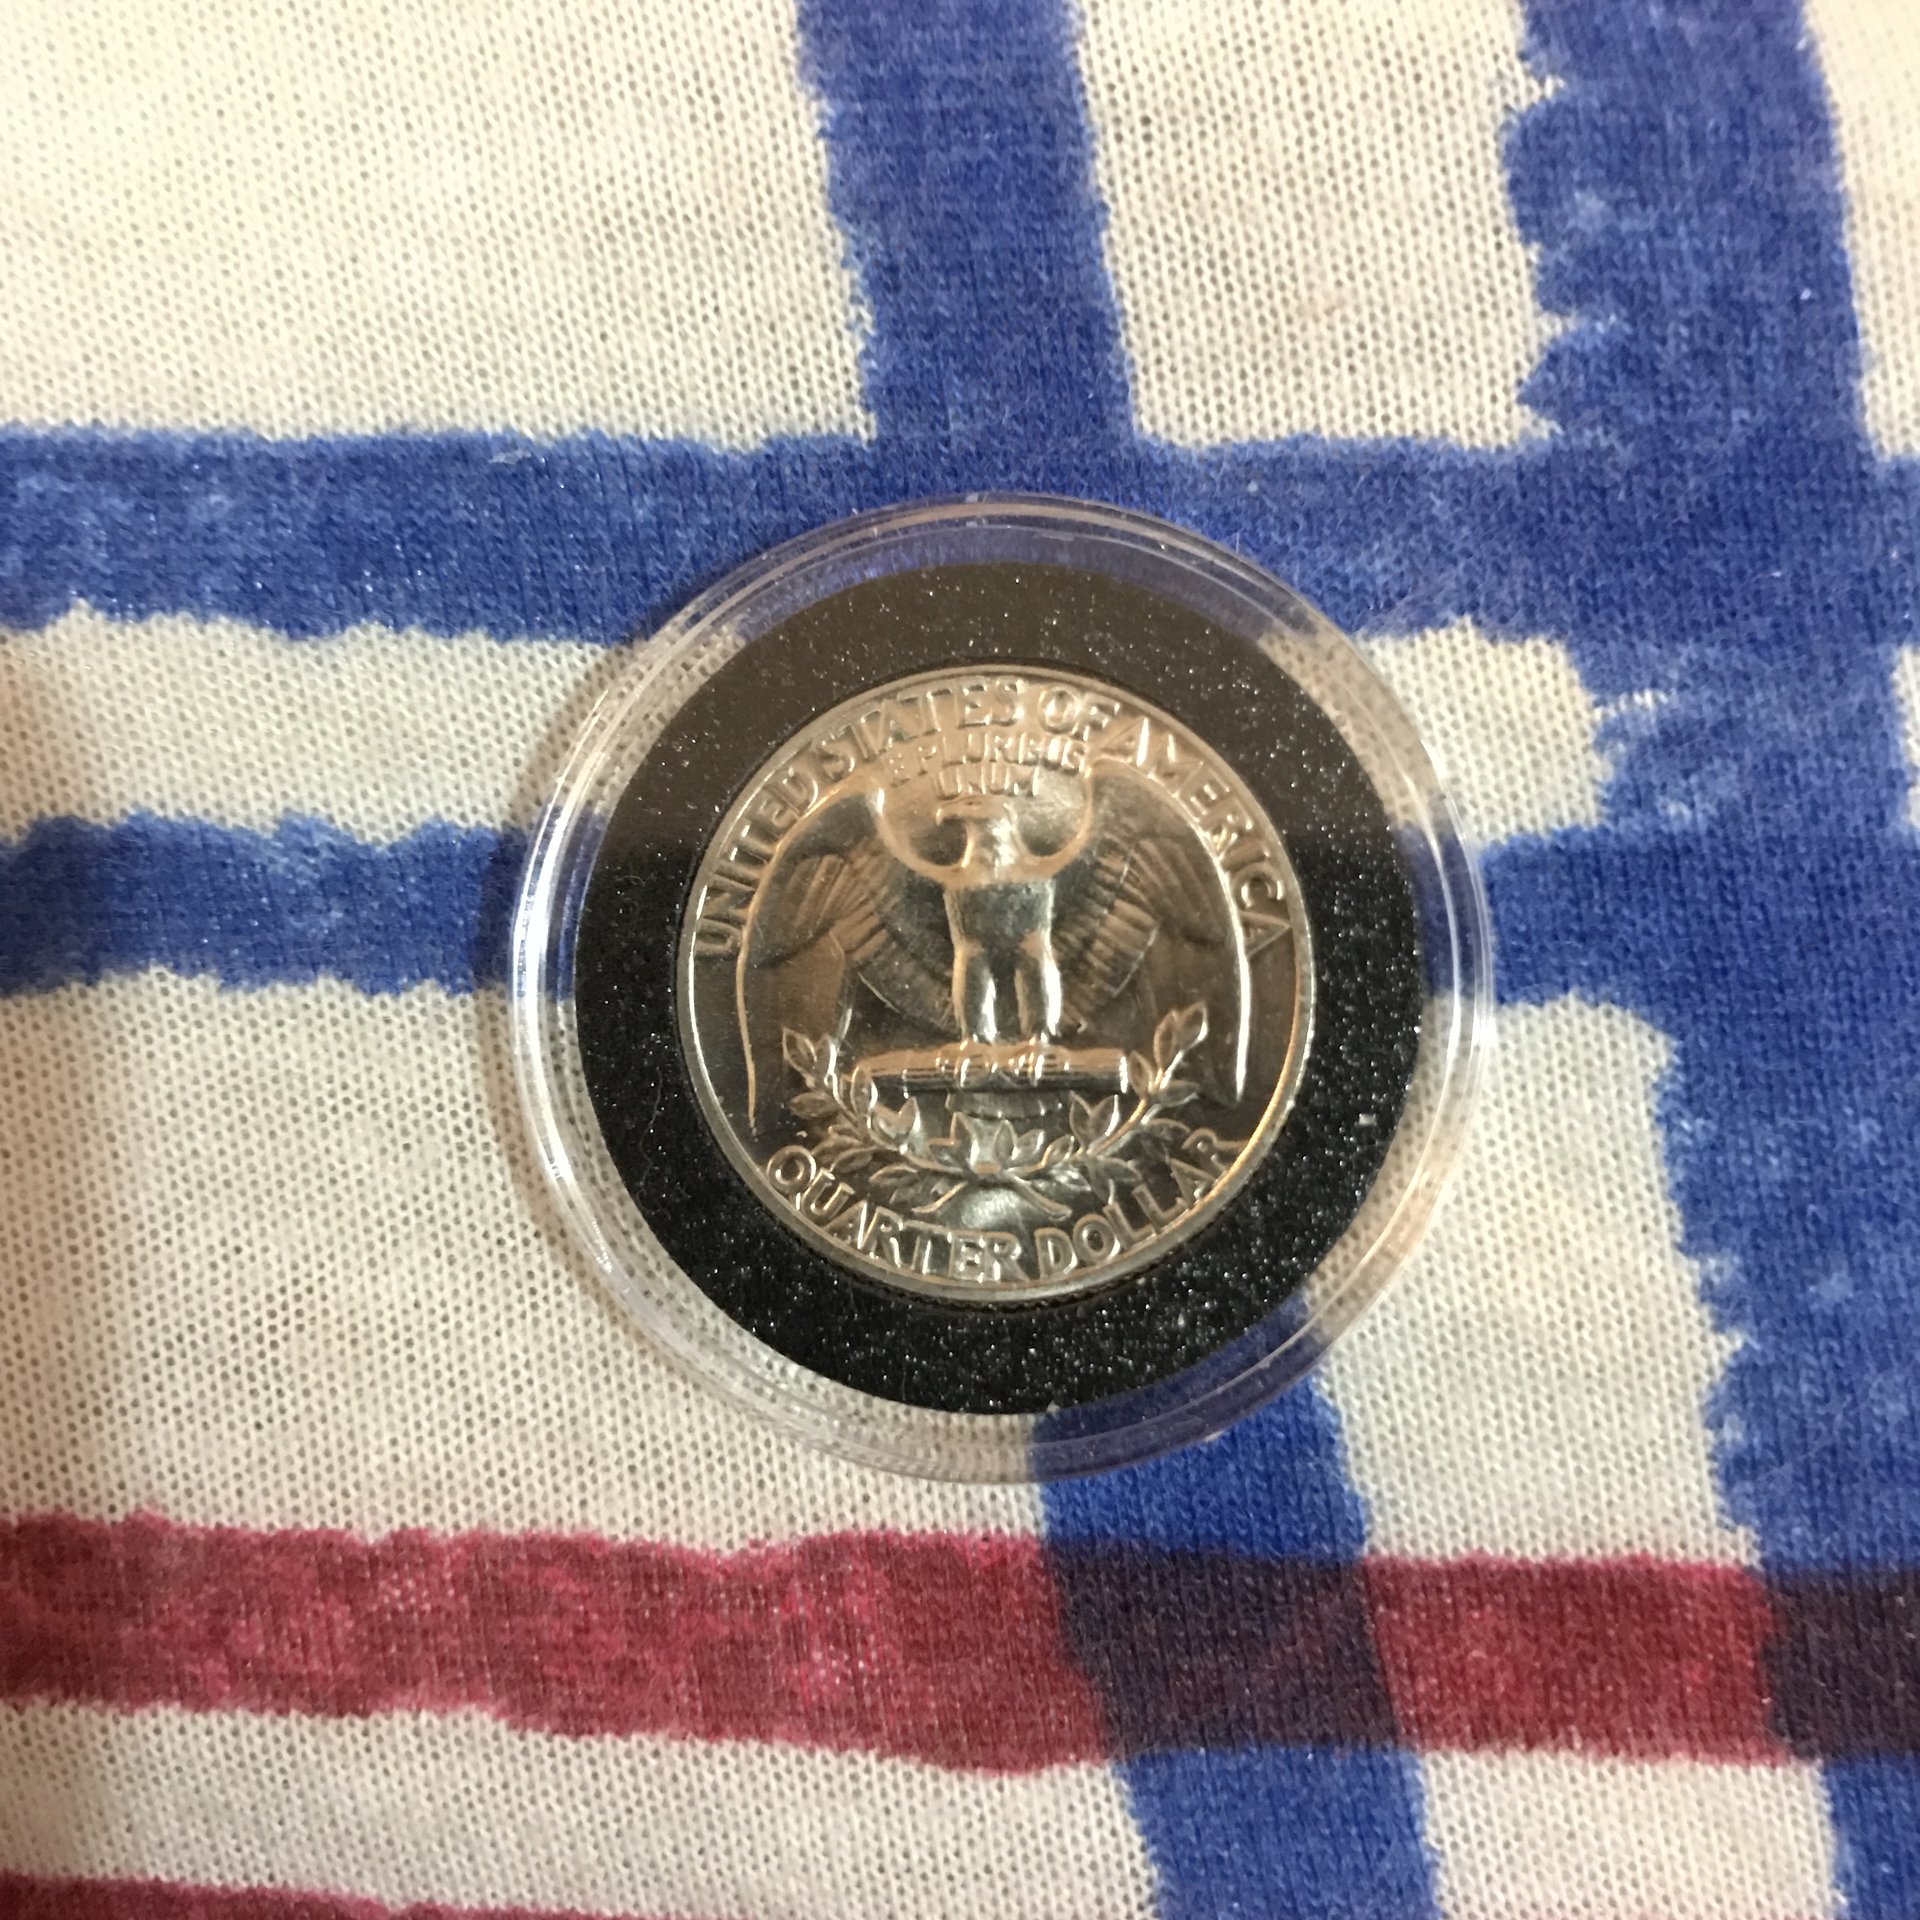 UNITED STATES OF AMERICA
E PLURIBUS
UNUM
QUARTER DOLLAR